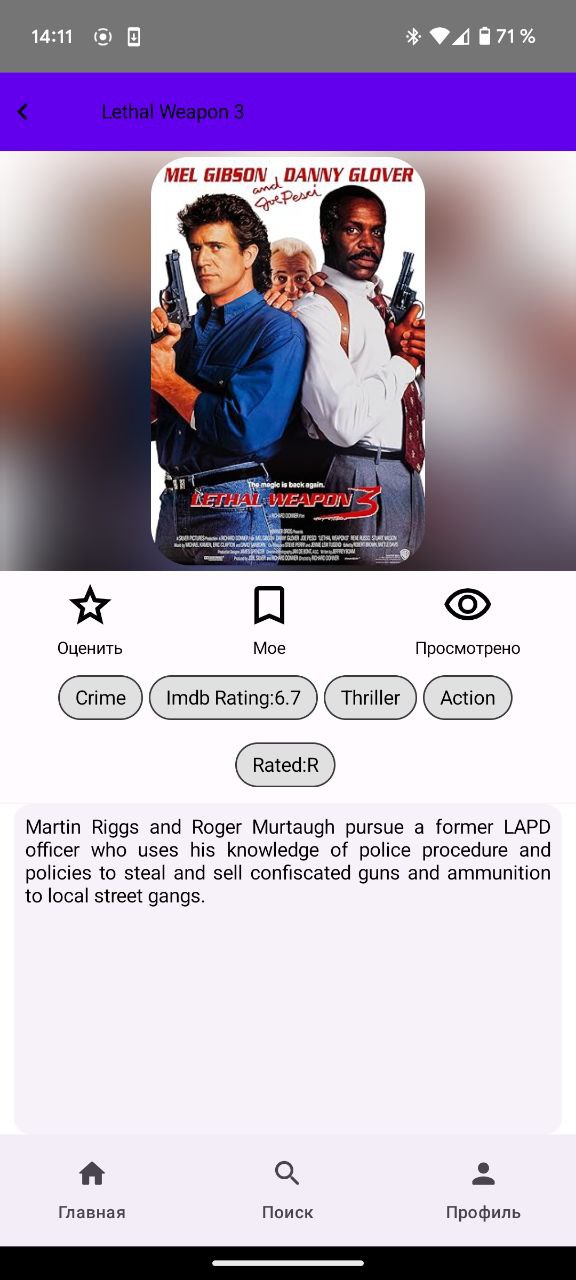 14:11
71 %
Lethal Weapon 3
MEL GIBSON DANNY GLOVER
and
Joe Pesci
The magic is back again.
LETHAL WEAPON 3
A RICHARD DONNER Film
Оценить
Мое
Просмотрено
Crime
Imdb Rating:6.7
Thriller
Action
Rated:R
Martin Riggs and Roger Murtaugh pursue a former LAPD
officer who uses his knowledge of police procedure and
policies to steal and sell confiscated guns and ammunition
to local street gangs.
Главная
Поиск
Профиль